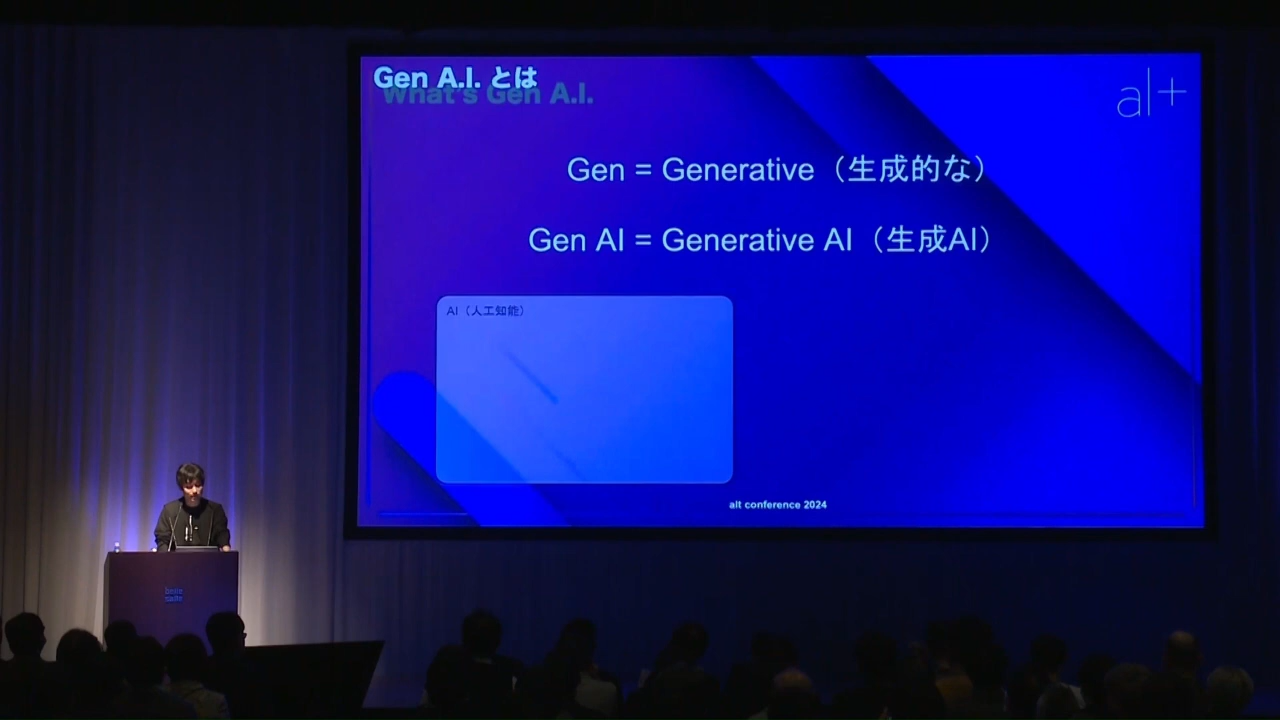 Gen A.I. とは
What's Gen A.I.
al+
Gen = Generative（生成的な）
Gen AI = Generative AI（生成AI）
AI（人工知能）
alt conference 2024